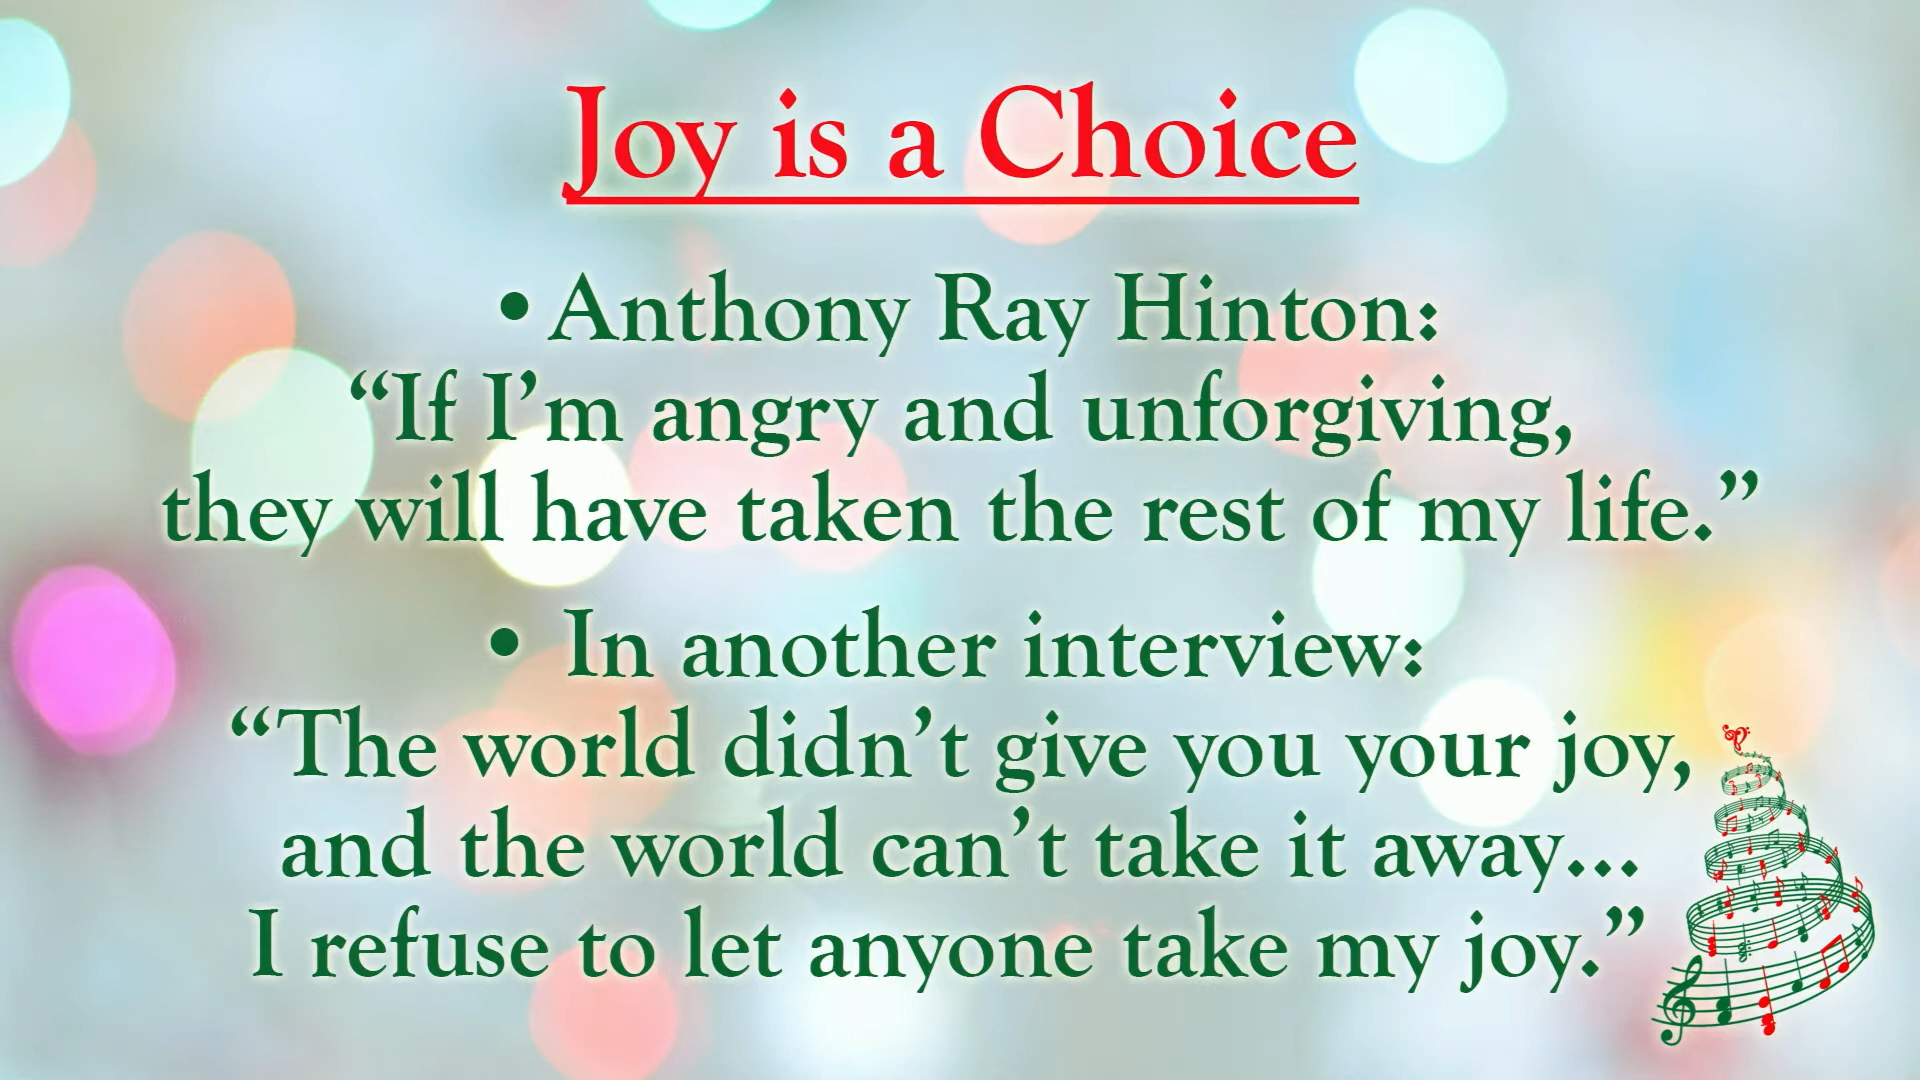 Joy is a Choice
•Anthony Ray Hinton:
“If I’m angry and unforgiving,
they will have taken the rest of my life.”
• In another interview:
“The world didn’t give you your joy,
and the world can’t take it away...
I refuse to let anyone take my joy.”